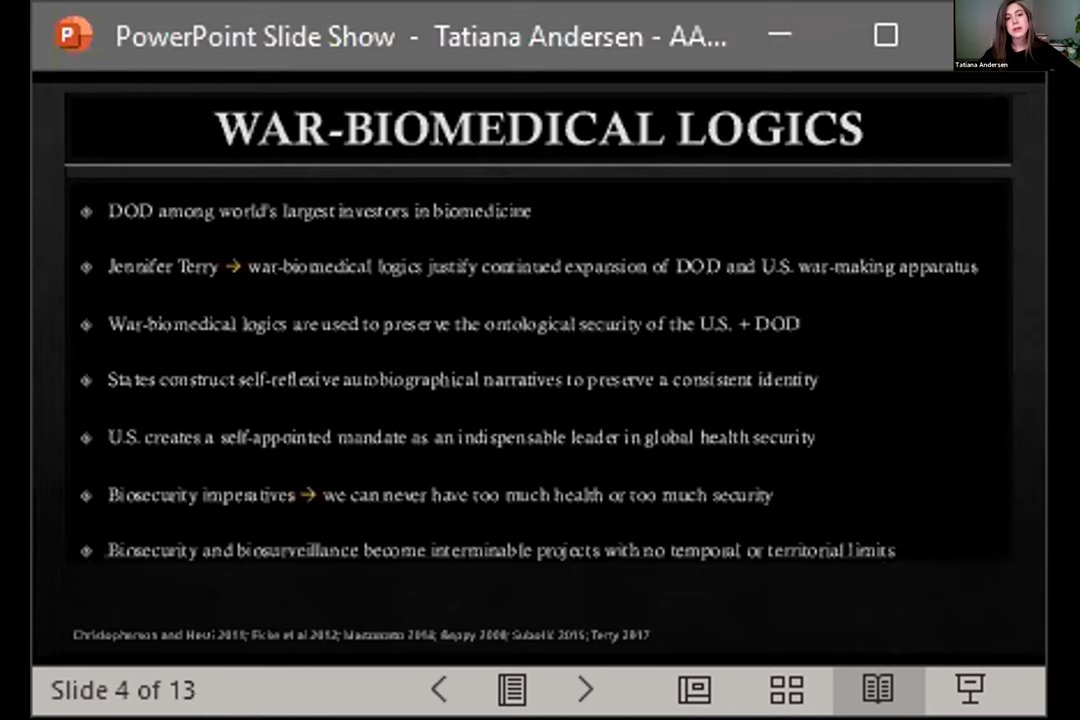 PowerPoint Slide Show - Tatiana Andersen - AA...
Tatiana Andersen
WAR-BIOMEDICAL LOGICS
DOD among world's largest investors in biomedicine
Jennifer Terry → war-biomedical logics justify continued expansion of DOD and U.S. war-making apparatus
War-biomedical logics are used to preserve the ontological security of the U.S. + DOD
States construct self-reflexive autobiographical narratives to preserve a consistent identity
U.S. creates a self-appointed mandate as an indispensable leader in global health security
Biosecurity imperatives → we can never have too much health or too much security
Biosecurity and biosurveillance become interminable projects with no temporal or territorial limits
Christopherson and 2012; 2008; 2015; Terry 2017
Slide 4 of 13